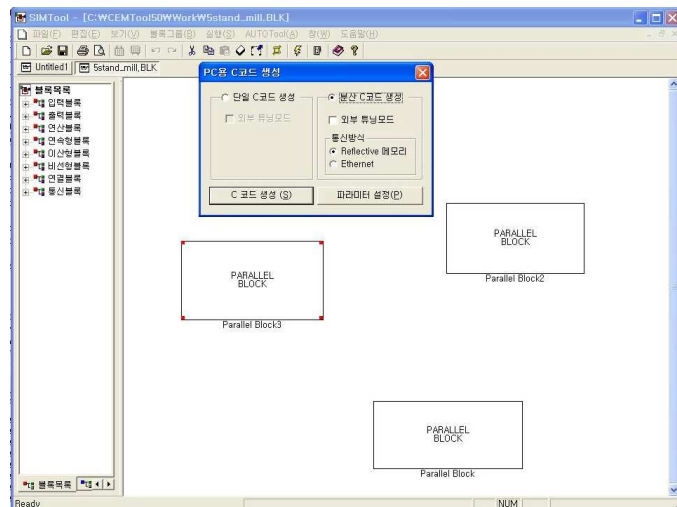 SIMTool - [C:₩CEMTool50₩Work₩5stand_mill.BLK]
파일(F) 편집(E) 보기(V) 블록그룹(B) 실행(S) AUTOTool(A) 창(W) 도움말(H)
Untitled1 5stand_mill.BLK
블록목록
입력블록
출력블록
연산블록
연속형블록
이산형블록
비선형블록
연결블록
통신블록
PC용 C코드 생성
단일 C코드 생성
외부 튜닝모드
분산 C코드 생성
외부 튜닝모드
통신방식
Reflective 메모리
Ethernet
C 코드 생성 (S)
파라미터 설정(P)
PARALLEL
BLOCK
Parallel Block2
PARALLEL
BLOCK
Parallel Block3
PARALLEL
BLOCK
Parallel Block
블록목록
Ready
NUM